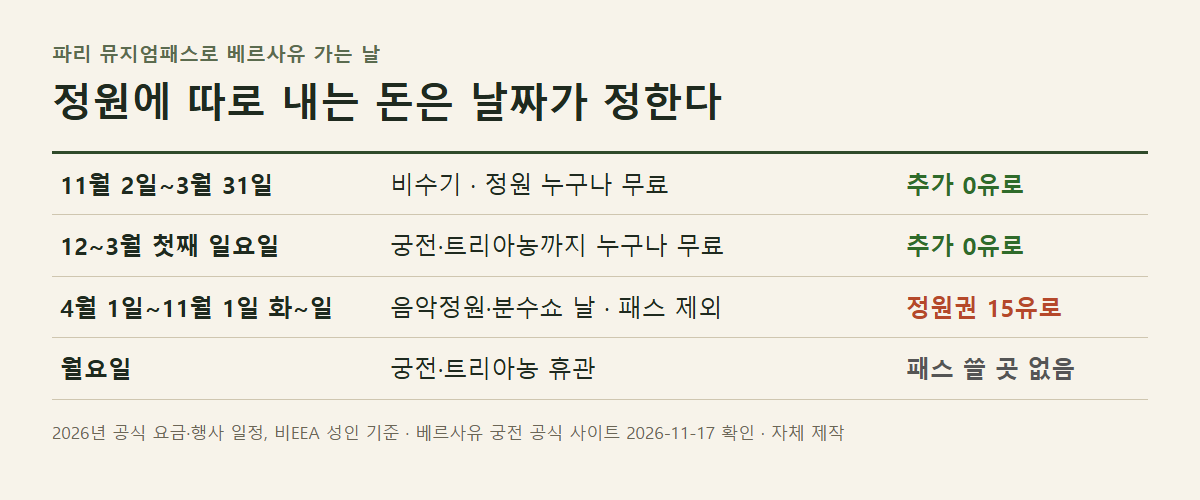 파리 뮤지엄패스로 베르사유 가는 날
정원에 따로 내는 돈은 날짜가 정한다
11월 2일~3월 31일 비수기 · 정원 누구나 무료 추가 0유로
12~3월 첫째 일요일 궁전·트리아농까지 누구나 무료 추가 0유로
4월 1일~11월 1일 화~일 음악정원·분수쇼 날 · 패스 제외 정원권 15유로
월요일 궁전·트리아농 휴관 패스 쓸 곳 없음
2026년 공식 요금·행사 일정, 비EEA 성인 기준 · 베르사유 궁전 공식 사이트 2026-11-17 확인 · 자체 제작